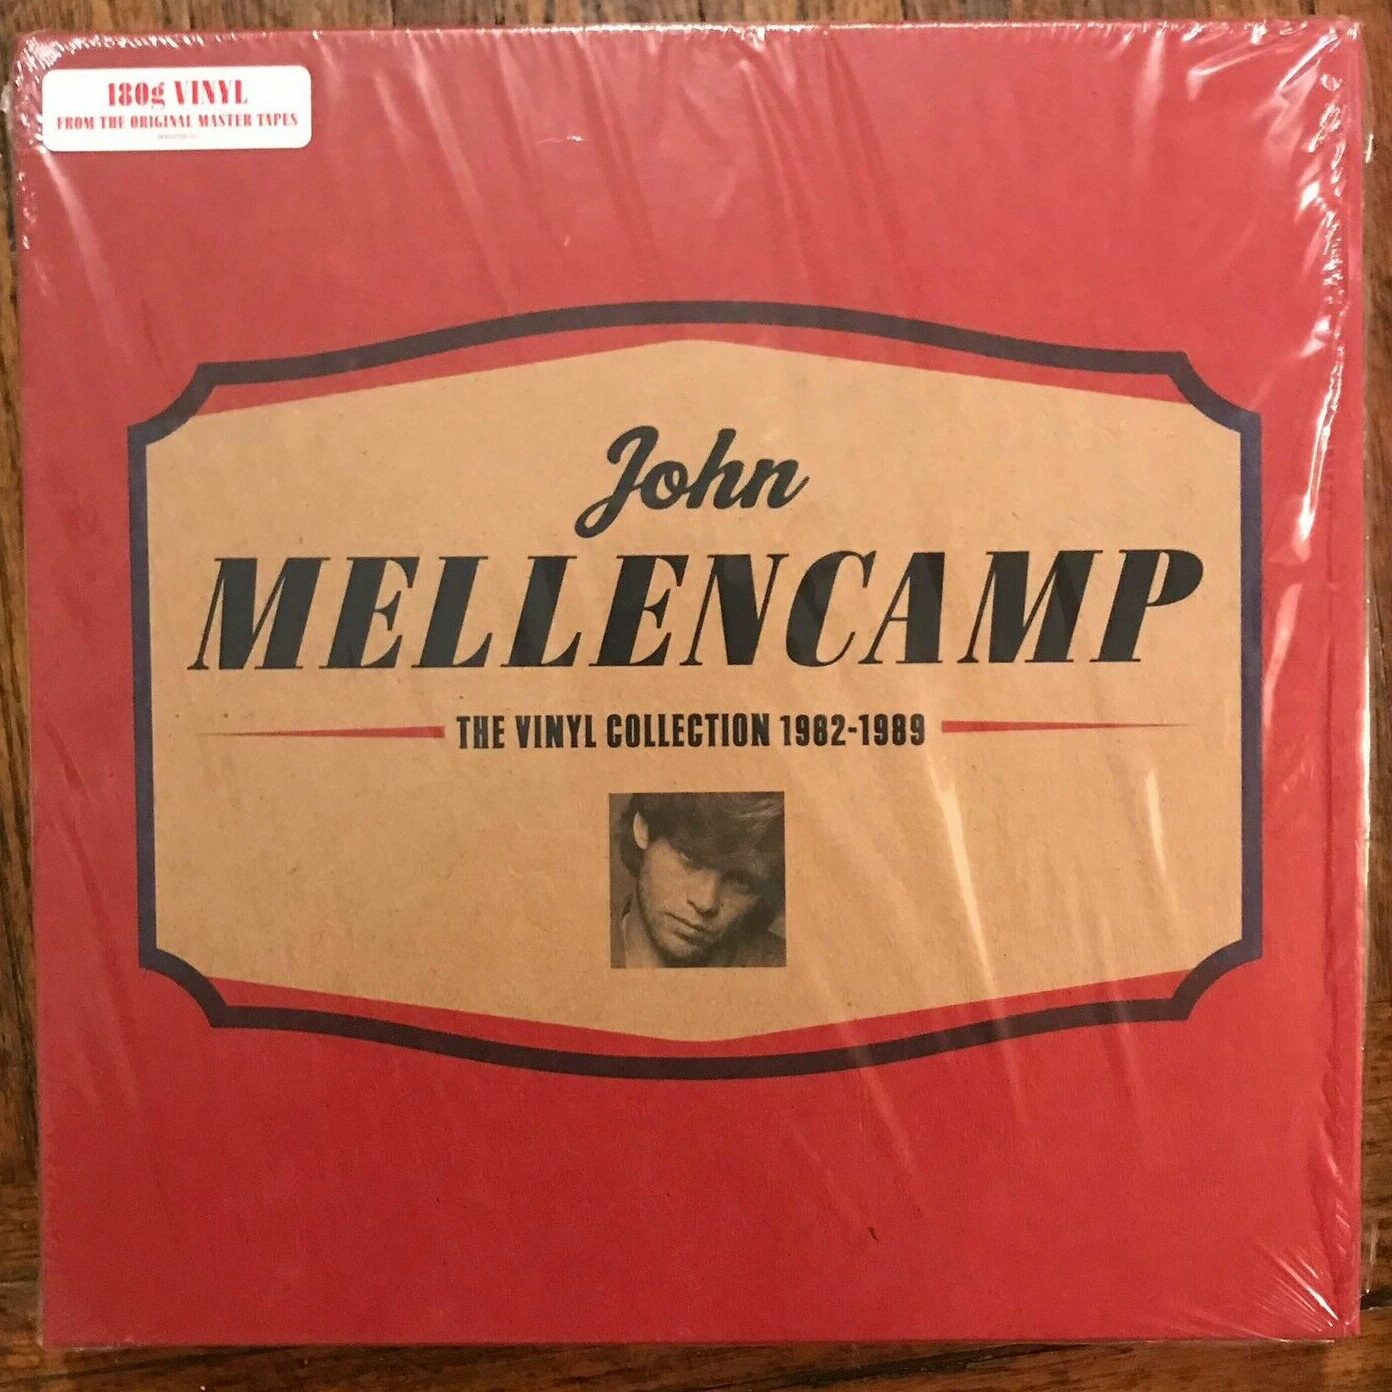 180g VINYL
FROM THE ORIGINAL MASTER TAPES
John
MELLENCAMP
THE VINYL COLLECTION 1982-1989